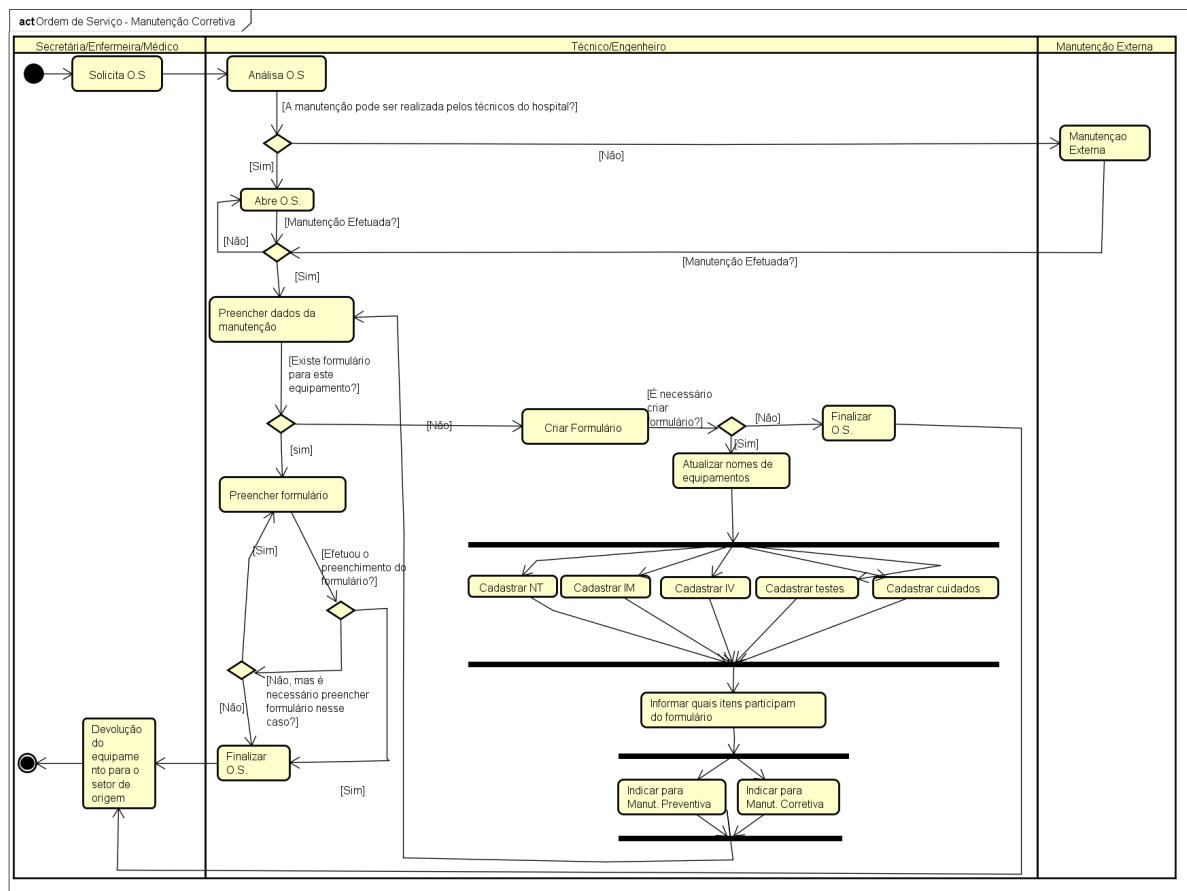 act Ordem de Serviço - Manutenção Corretiva
Secretária/Enfermeira/Médico
Técnico/Engenheiro
Manutenção Externa
Solicita O.S
Análisa O.S
[A manutenção pode ser realizada pelos técnicos do hospital?]
[Não]
Manutençao
Externa
[Sim]
Abre O.S.
[Manutenção Efetuada?]
[Não]
[Manutenção Efetuada?]
[Sim]
Preencher dados da
manutenção
[Existe formulário
para este
equipamento?]
[Não]
Criar Formulário
[É necessário
criar
formulário?]
[Não]
Finalizar
O.S.
[Sim]
Atualizar nomes de
equipamentos
[sim]
Preencher formulário
[Sim]
[Efetuou o
preenchimento do
formulário?]
Cadastrar NT
Cadastrar IM
Cadastrar IV
Cadastrar testes
Cadastrar cuidados
[Não, mas é
necessário preencher
formulário nesse
caso?]
[Não]
Informar quais itens participam
do formulário
Devolução
do
equipame
nto para o
setor de
origem
Finalizar
O.S.
[Sim]
Indicar para
Manut. Preventiva
Indicar para
Manut. Corretiva